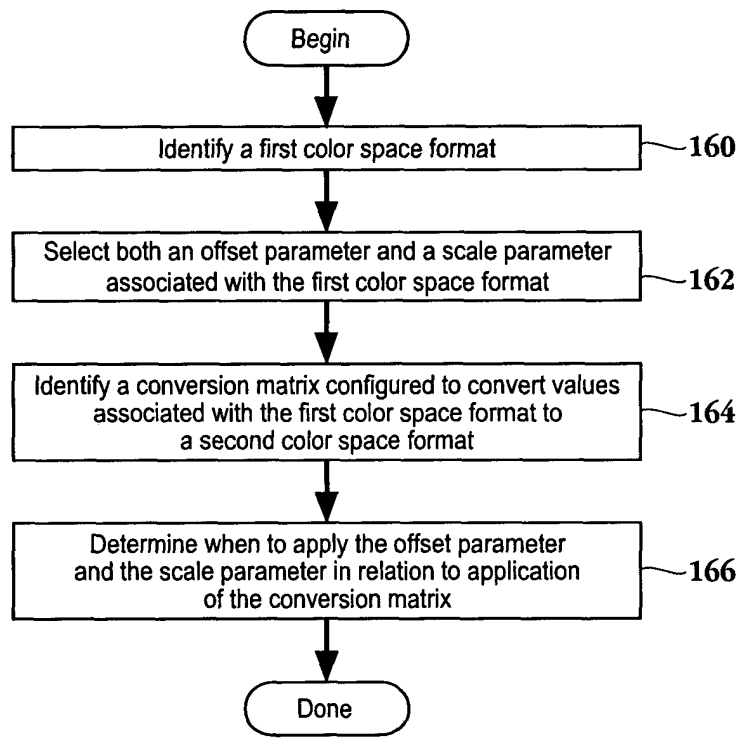 Begin
Identify a first color space format
160
Select both an offset parameter and a scale parameter
associated with the first color space format
162
Identify a conversion matrix configured to convert values
associated with the first color space format to
a second color space format
164
Determine when to apply the offset parameter
and the scale parameter in relation to application
of the conversion matrix
166
Done